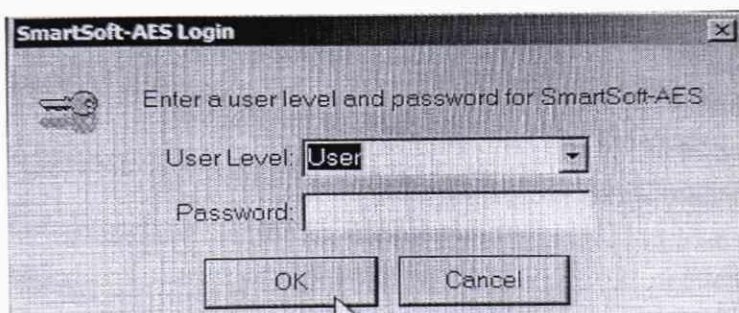 SmartSoft-AES Login
Enter a user level and password for SmartSoft-AES
User Level: User
Password:
OK Cancel